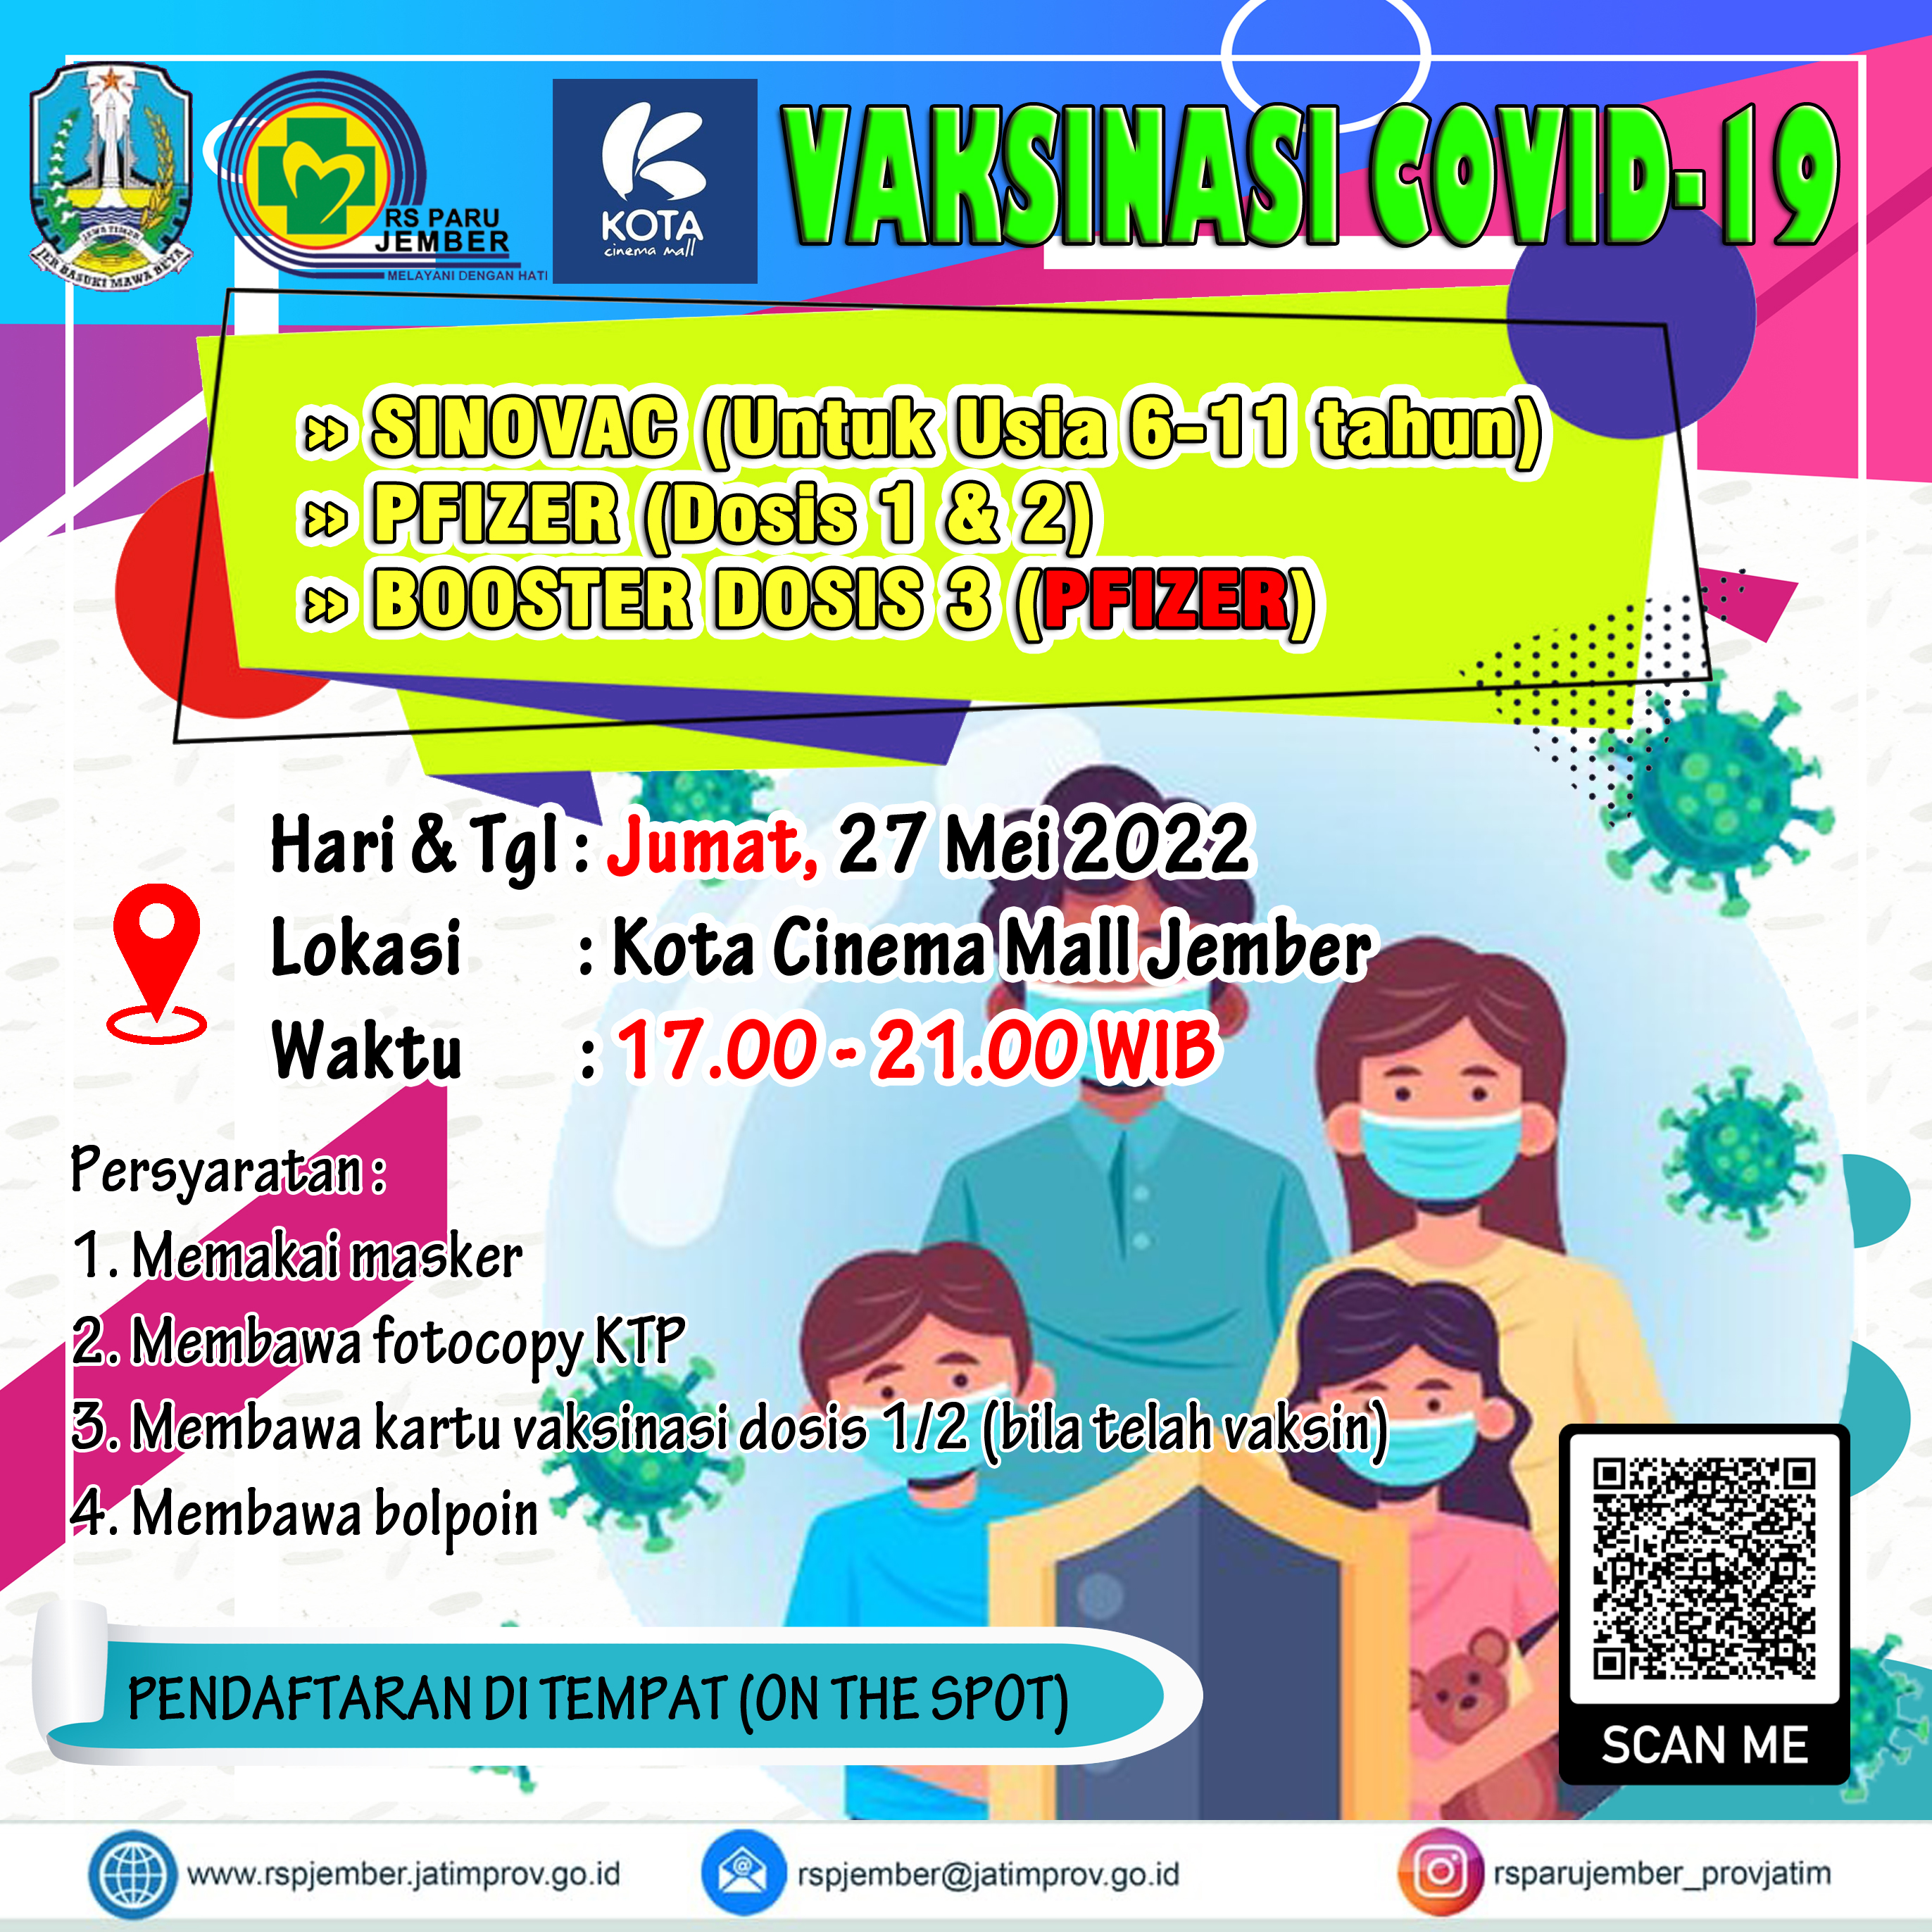 JAWA TIMUR
JER BASUKI MAWA BEYA
RS PARU
JEMBER
MELAYANI DENGAN HATI
KOTA
cinema mall
VAKSINASI COVID-19
>> SINOVAC (Untuk Usia 6-11 tahun)
>> PFIZER (Dosis 1 & 2)
>> BOOSTER DOSIS 3 (PFIZER)
Hari & Tgl : Jumat, 27 Mei 2022
Lokasi : Kota Cinema Mall Jember
Waktu : 17.00 - 21.00 WIB
Persyaratan :
1. Memakai masker
2. Membawa fotocopy KTP
3. Membawa kartu vaksinasi dosis 1/2 (bila telah vaksin)
4. Membawa bolpoin
PENDAFTARAN DI TEMPAT (ON THE SPOT)
SCAN ME
www.rspjember.jatimprov.go.id
rspjember@jatimprov.go.id
rsparujember_provjatim